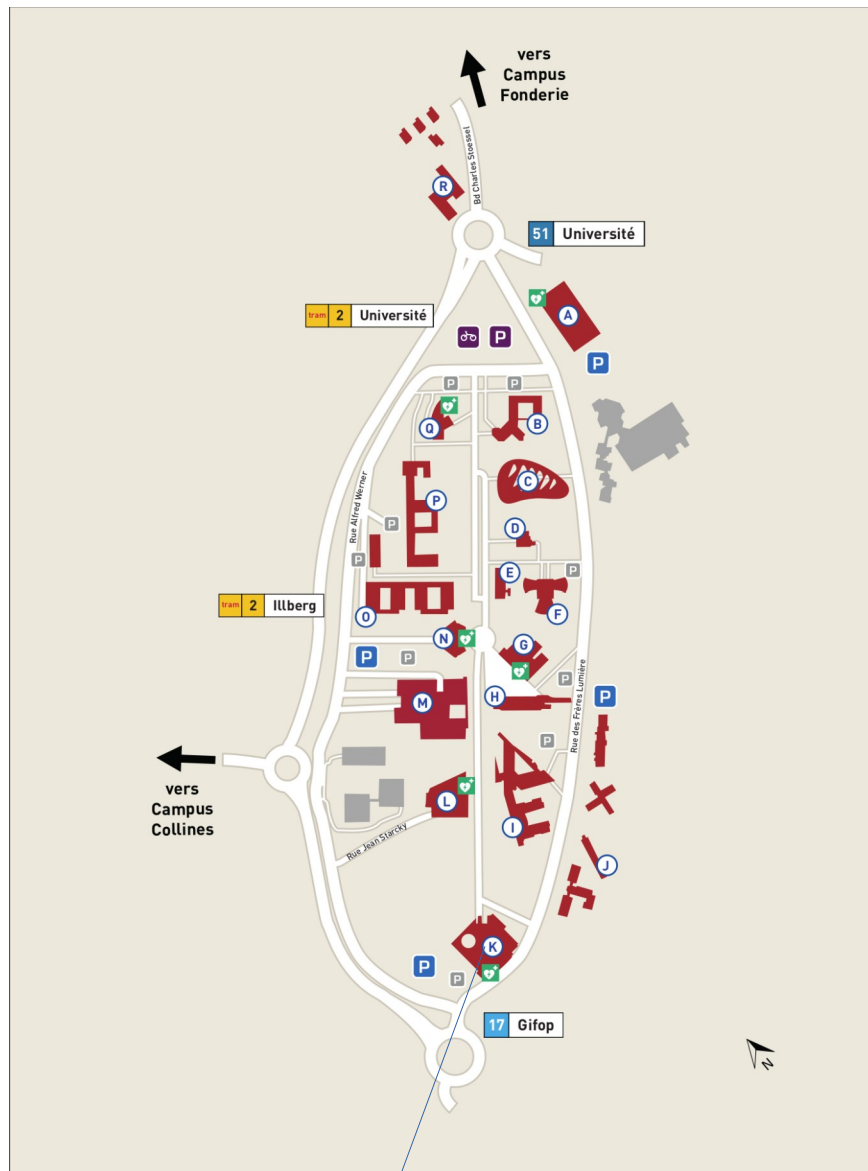 vers
Campus
Fonderie
Bd Charles Stoessel
R
51 Université
tram 2 Université
A
P
P
P
P
B
Q
C
P
Rue Alfred Werner
P
D
P
E
P
F
tram 2 Illberg
O
N
G
P
P
P
H
M
P
Rue des Frères Lumière
P
vers
Campus
Collines
L
I
Rue Jean Starcky
J
K
P
P
17 Gifop
N